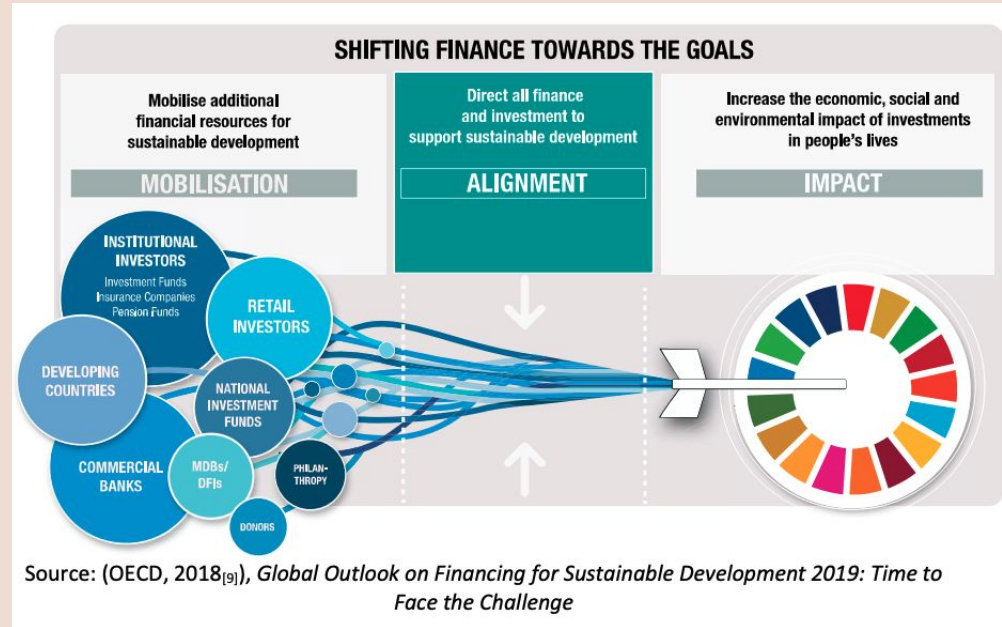 SHIFTING FINANCE TOWARDS THE GOALS
Mobilise additional
financial resources for
sustainable development
MOBILISATION
Direct all finance
and investment to
support sustainable development
ALIGNMENT
Increase the economic, social and
environmental impact of investments
in people's lives
IMPACT
INSTITUTIONAL
INVESTORS
Investment Funds
Insurance Companies
Pension Funds
RETAIL
INVESTORS
DEVELOPING
COUNTRIES
NATIONAL
INVESTMENT
FUNDS
COMMERCIAL
BANKS
MDBs/
DFIs
PHILAN-
THROPY
DONORS
Source: (OECD, 2018[9]), Global Outlook on Financing for Sustainable Development 2019: Time to
Face the Challenge